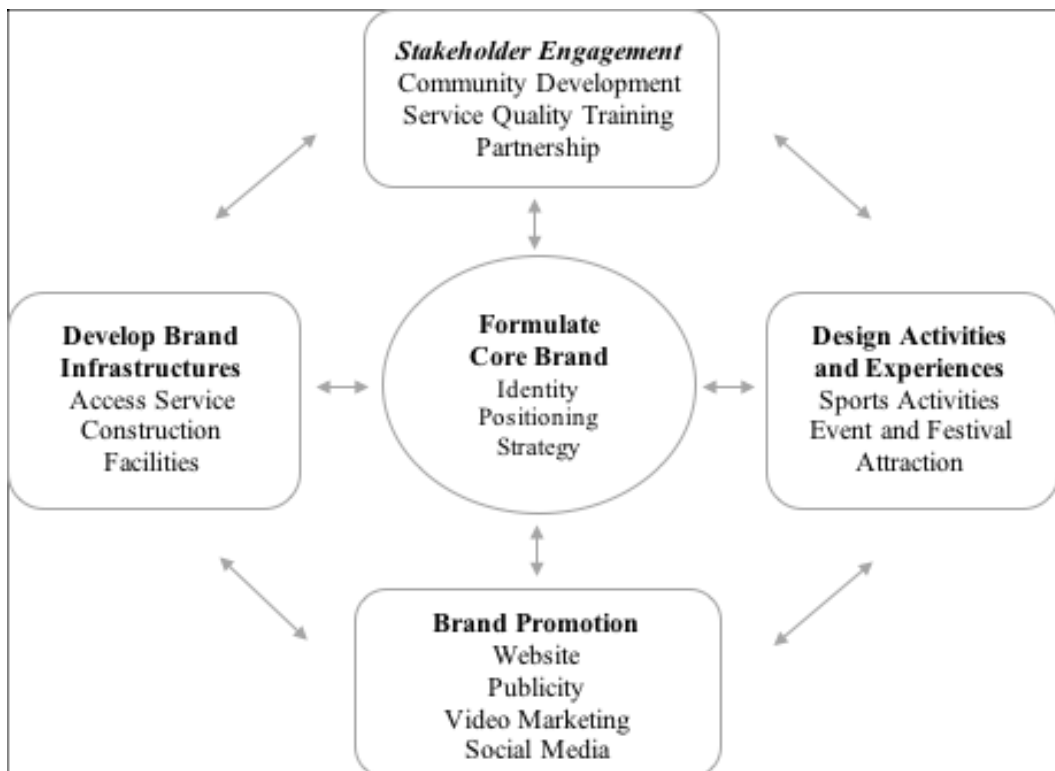 Stakeholder Engagement
Community Development
Service Quality Training
Partnership
Develop Brand
Infrastructures
Access Service
Construction
Facilities
Formulate
Core Brand
Identity
Positioning
Strategy
Design Activities
and Experiences
Sports Activities
Event and Festival
Attraction
Brand Promotion
Website
Publicity
Video Marketing
Social Media